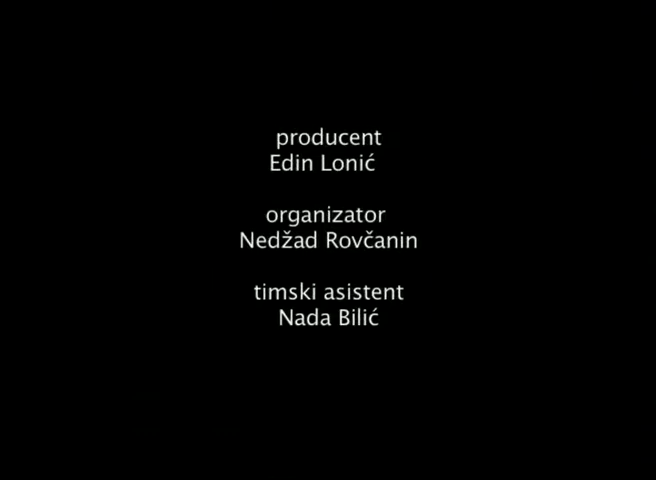 producent
Edin Lonić
organizator
Nedžad Rovčanin
timski asistent
Nada Bilić